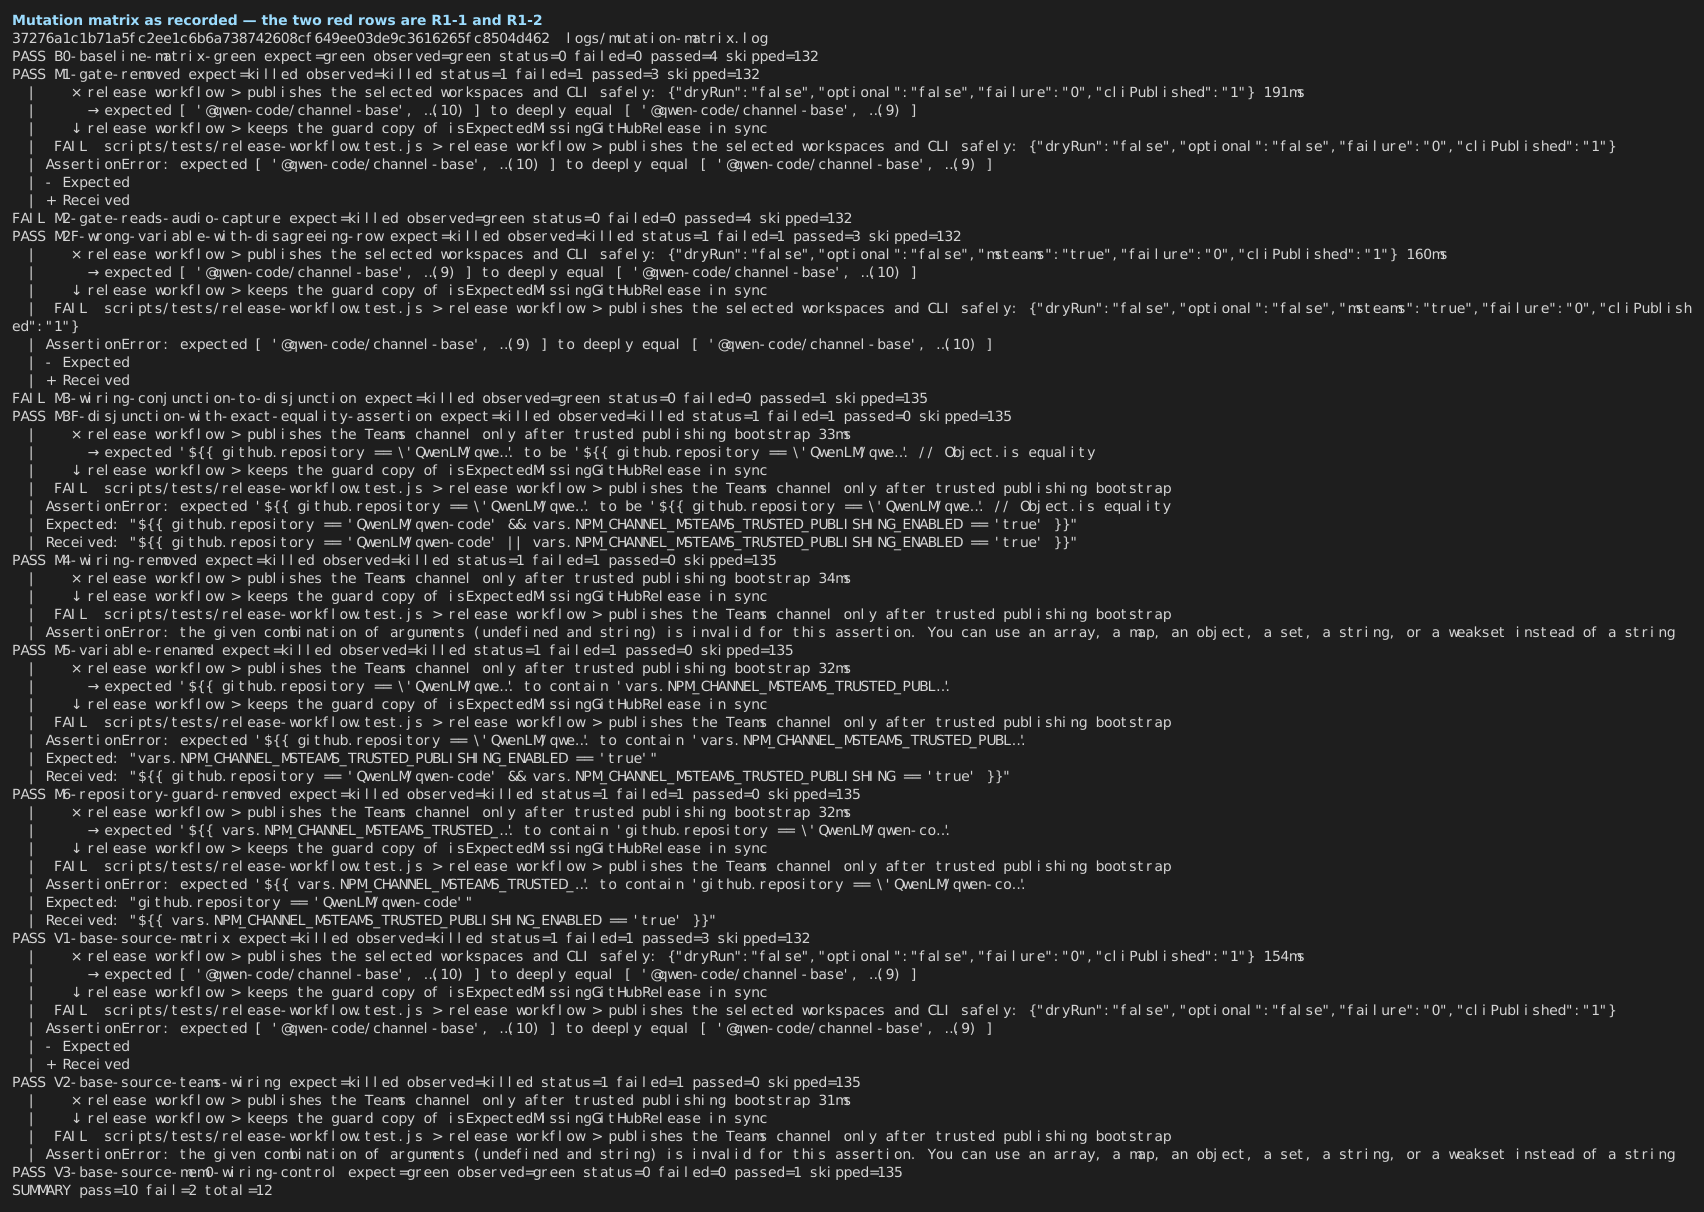 Mutation matrix as recorded — the two red rows are R1-1 and R1-2
37276a1c1b71a5fc2ee1c6b6a738742608cf649ee03de9c3616265fc8504d462  logs/mutation-matrix.log
PASS B0-baseline-matrix-green expect=green observed=green status=0 failed=0 passed=4 skipped=132
PASS M1-gate-removed expect=killed observed=killed status=1 failed=1 passed=3 skipped=132
| × release workflow > publishes the selected workspaces and CLI safely: {"dryRun":"false","optional":"false","failure":"0","cliPublished":"1"} 191ms
| → expected [ '@qwen-code/channel-base', …(10) ] to deeply equal [ '@qwen-code/channel-base', …(9) ]
| ↓ release workflow > keeps the guard copy of isExpectedMissingGitHubRelease in sync
| FAIL  scripts/tests/release-workflow.test.js > release workflow > publishes the selected workspaces and CLI safely: {"dryRun":"false","optional":"false","failure":"0","cliPublished":"1"}
| AssertionError: expected [ '@qwen-code/channel-base', …(10) ] to deeply equal [ '@qwen-code/channel-base', …(9) ]
| - Expected
| + Received
FAIL M2-gate-reads-audio-capture expect=killed observed=green status=0 failed=0 passed=4 skipped=132
PASS M2F-wrong-variable-with-disagreeing-row expect=killed observed=killed status=1 failed=1 passed=3 skipped=132
| × release workflow > publishes the selected workspaces and CLI safely: {"dryRun":"false","optional":"false","msteams":"true","failure":"0","cliPublished":"1"} 160ms
| → expected [ '@qwen-code/channel-base', …(9) ] to deeply equal [ '@qwen-code/channel-base', …(10) ]
| ↓ release workflow > keeps the guard copy of isExpectedMissingGitHubRelease in sync
| FAIL  scripts/tests/release-workflow.test.js > release workflow > publishes the selected workspaces and CLI safely: {"dryRun":"false","optional":"false","msteams":"true","failure":"0","cliPublish
ed":"1"}
| AssertionError: expected [ '@qwen-code/channel-base', …(9) ] to deeply equal [ '@qwen-code/channel-base', …(10) ]
| - Expected
| + Received
FAIL M3-wiring-conjunction-to-disjunction expect=killed observed=green status=0 failed=0 passed=1 skipped=135
PASS M3F-disjunction-with-exact-equality-assertion expect=killed observed=killed status=1 failed=1 passed=0 skipped=135
| × release workflow > publishes the Teams channel only after trusted publishing bootstrap 33ms
| → expected '${{ github.repository == \'QwenLM/qwe…' to be '${{ github.repository == \'QwenLM/qwe…' // Object.is equality
| ↓ release workflow > keeps the guard copy of isExpectedMissingGitHubRelease in sync
| FAIL  scripts/tests/release-workflow.test.js > release workflow > publishes the Teams channel only after trusted publishing bootstrap
| AssertionError: expected '${{ github.repository == \'QwenLM/qwe…' to be '${{ github.repository == \'QwenLM/qwe…' // Object.is equality
| Expected: "${{ github.repository == 'QwenLM/qwen-code' && vars.NPM_CHANNEL_MSTEAMS_TRUSTED_PUBLISHING_ENABLED == 'true' }}"
| Received: "${{ github.repository == 'QwenLM/qwen-code' || vars.NPM_CHANNEL_MSTEAMS_TRUSTED_PUBLISHING_ENABLED == 'true' }}"
PASS M4-wiring-removed expect=killed observed=killed status=1 failed=1 passed=0 skipped=135
| × release workflow > publishes the Teams channel only after trusted publishing bootstrap 34ms
| ↓ release workflow > keeps the guard copy of isExpectedMissingGitHubRelease in sync
| FAIL  scripts/tests/release-workflow.test.js > release workflow > publishes the Teams channel only after trusted publishing bootstrap
| AssertionError: the given combination of arguments (undefined and string) is invalid for this assertion. You can use an array, a map, an object, a set, a string, or a weakset instead of a string
PASS M5-variable-renamed expect=killed observed=killed status=1 failed=1 passed=0 skipped=135
| × release workflow > publishes the Teams channel only after trusted publishing bootstrap 32ms
| → expected '${{ github.repository == \'QwenLM/qwe…' to contain 'vars.NPM_CHANNEL_MSTEAMS_TRUSTED_PUBL…'
| ↓ release workflow > keeps the guard copy of isExpectedMissingGitHubRelease in sync
| FAIL  scripts/tests/release-workflow.test.js > release workflow > publishes the Teams channel only after trusted publishing bootstrap
| AssertionError: expected '${{ github.repository == \'QwenLM/qwe…' to contain 'vars.NPM_CHANNEL_MSTEAMS_TRUSTED_PUBL…'
| Expected: "vars.NPM_CHANNEL_MSTEAMS_TRUSTED_PUBLISHING_ENABLED == 'true'"
| Received: "${{ github.repository == 'QwenLM/qwen-code' && vars.NPM_CHANNEL_MSTEAMS_TRUSTED_PUBLISHING == 'true' }}"
PASS M6-repository-guard-removed expect=killed observed=killed status=1 failed=1 passed=0 skipped=135
| × release workflow > publishes the Teams channel only after trusted publishing bootstrap 32ms
| → expected '${{ vars.NPM_CHANNEL_MSTEAMS_TRUSTED_…' to contain 'github.repository == \'QwenLM/qwen-co…'
| ↓ release workflow > keeps the guard copy of isExpectedMissingGitHubRelease in sync
| FAIL  scripts/tests/release-workflow.test.js > release workflow > publishes the Teams channel only after trusted publishing bootstrap
| AssertionError: expected '${{ vars.NPM_CHANNEL_MSTEAMS_TRUSTED_…' to contain 'github.repository == \'QwenLM/qwen-co…'
| Expected: "github.repository == 'QwenLM/qwen-code'"
| Received: "${{ vars.NPM_CHANNEL_MSTEAMS_TRUSTED_PUBLISHING_ENABLED == 'true' }}"
PASS V1-base-source-matrix expect=killed observed=killed status=1 failed=1 passed=3 skipped=132
| × release workflow > publishes the selected workspaces and CLI safely: {"dryRun":"false","optional":"false","failure":"0","cliPublished":"1"} 154ms
| → expected [ '@qwen-code/channel-base', …(10) ] to deeply equal [ '@qwen-code/channel-base', …(9) ]
| ↓ release workflow > keeps the guard copy of isExpectedMissingGitHubRelease in sync
| FAIL  scripts/tests/release-workflow.test.js > release workflow > publishes the selected workspaces and CLI safely: {"dryRun":"false","optional":"false","failure":"0","cliPublished":"1"}
| AssertionError: expected [ '@qwen-code/channel-base', …(10) ] to deeply equal [ '@qwen-code/channel-base', …(9) ]
| - Expected
| + Received
PASS V2-base-source-teams-wiring expect=killed observed=killed status=1 failed=1 passed=0 skipped=135
| × release workflow > publishes the Teams channel only after trusted publishing bootstrap 31ms
| ↓ release workflow > keeps the guard copy of isExpectedMissingGitHubRelease in sync
| FAIL  scripts/tests/release-workflow.test.js > release workflow > publishes the Teams channel only after trusted publishing bootstrap
| AssertionError: the given combination of arguments (undefined and string) is invalid for this assertion. You can use an array, a map, an object, a set, a string, or a weakset instead of a string
PASS V3-base-source-mem0-wiring-control expect=green observed=green status=0 failed=0 passed=1 skipped=135
SUMMARY pass=10 fail=2 total=12